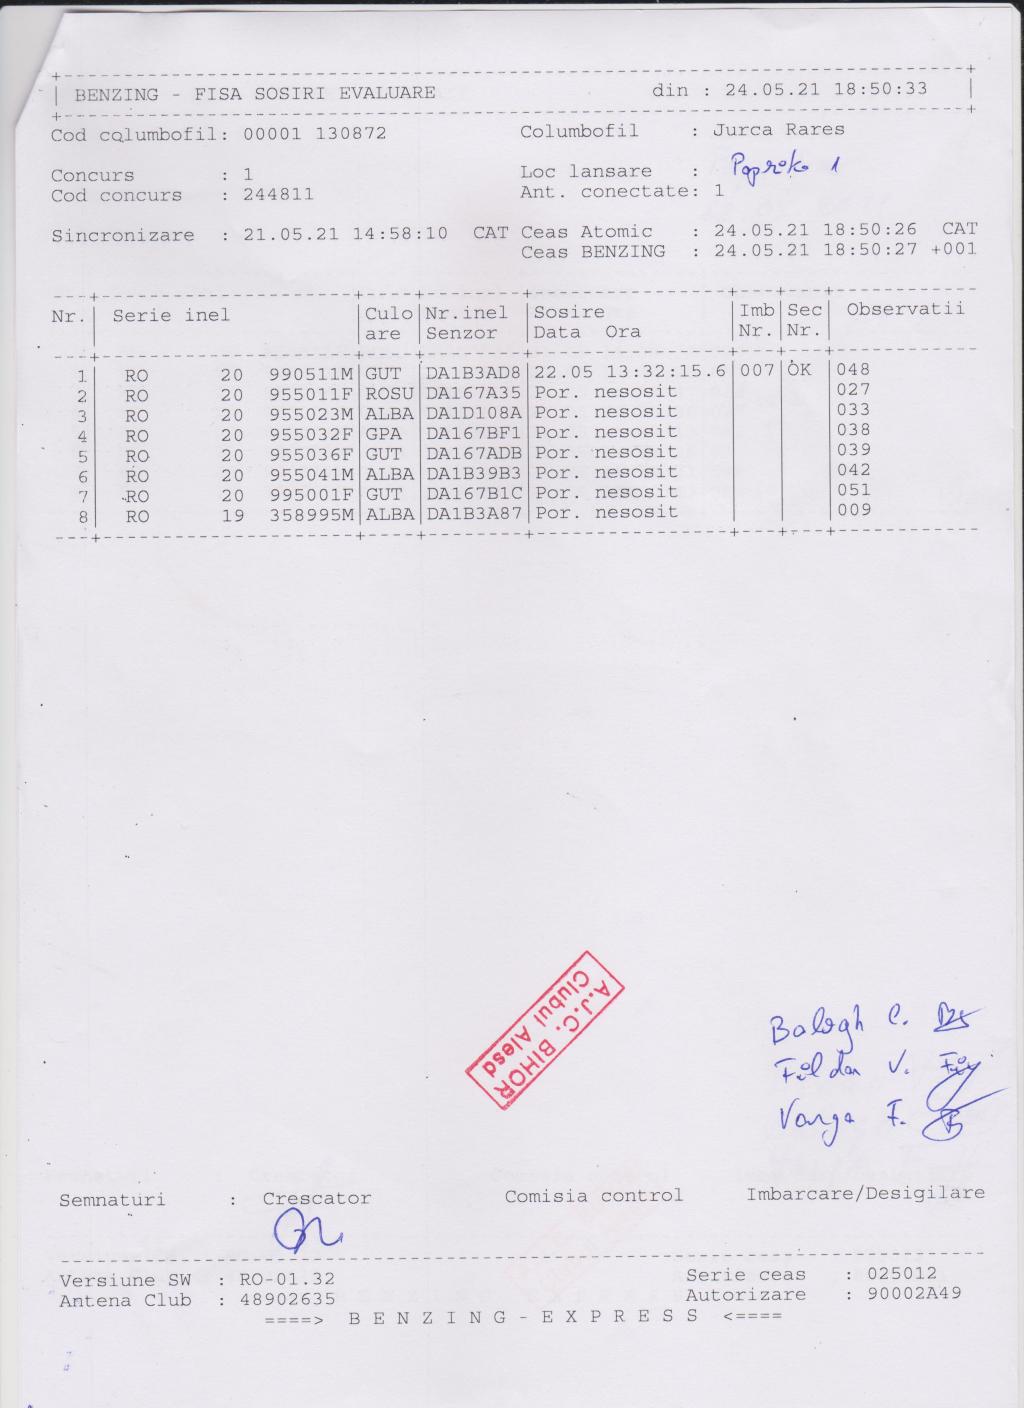 BENZING - FISA SOSIRI EVALUARE din : 24.05.21 18:50:33
Cod columbofil: 00001 130872 Columbofil : Jurca Rares
Concurs : 1 Loc lansare : Poproko 1
Cod concurs : 244811 Ant. conectate: 1
Sincronizare : 21.05.21 14:58:10 CAT Ceas Atomic : 24.05.21 18:50:26 CAT
Ceas BENZING : 24.05.21 18:50:27 +001
Nr. Serie inel Culo Nr.inel Sosire Imb Sec Observatii
are Senzor Data Ora Nr. Nr.
1 RO 20 990511M GUT DA1B3AD8 22.05 13:32:15.6 007 OK 048
2 RO 20 955011F ROSU DA167A35 Por. nesosit 027
3 RO 20 955023M ALBA DA1D108A Por. nesosit 033
4 RO 20 955032F GPA DA167BF1 Por. nesosit 038
5 RO 20 955036F GUT DA167ADB Por. nesosit 039
6 RO 20 955041M ALBA DA1B39B3 Por. nesosit 042
7 RO 20 995001F GUT DA167B1C Por. nesosit 051
8 RO 19 358995M ALBA DA1B3A87 Por. nesosit 009
A.J.C. BIHOR
Clubul Alesd
Balogh C.
V.
Varga F.
Semnaturi : Crescator Comisia control Imbarcare/Desigilare
Versiune SW : RO-01.32 Serie ceas : 025012
Antena Club : 48902635 Autorizare : 90002A49
====> B E N Z I N G - E X P R E S S <====